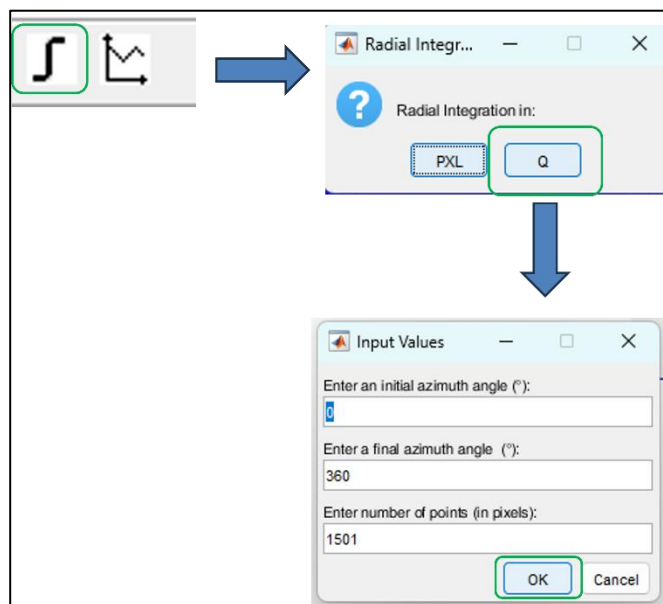 Radial Integr...
Radial Integration in:
PXL Q
Input Values
Enter an initial azimuth angle (°):
0
Enter a final azimuth angle (°):
360
Enter number of points (in pixels):
1501
OK Cancel